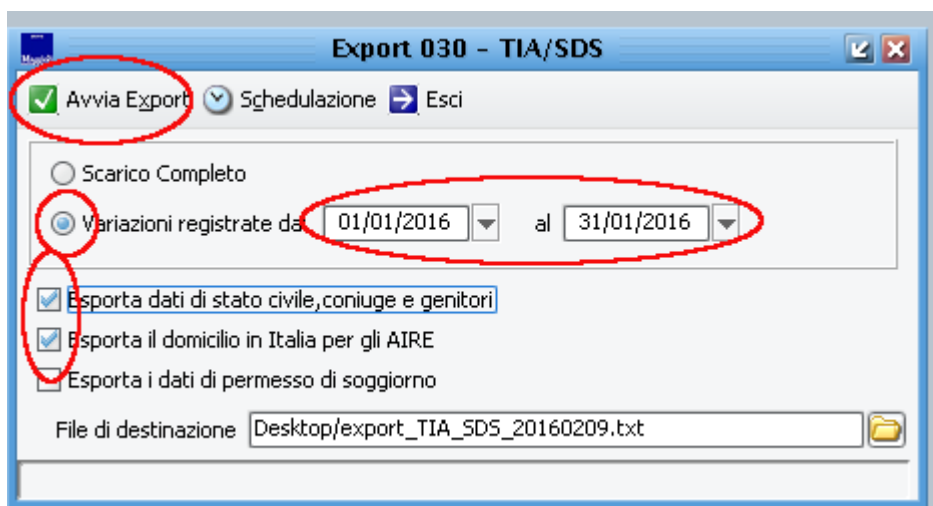 Export 030 - TIA/SDS
Avvia Export Schedulazione Esci
Scarico Completo
Variazioni registrate dal 01/01/2016 al 31/01/2016
Esporta dati di stato civile,coniuge e genitori
Esporta il domicilio in Italia per gli AIRE
Esporta i dati di permesso di soggiorno
File di destinazione Desktop/export_TIA_SDS_20160209.txt